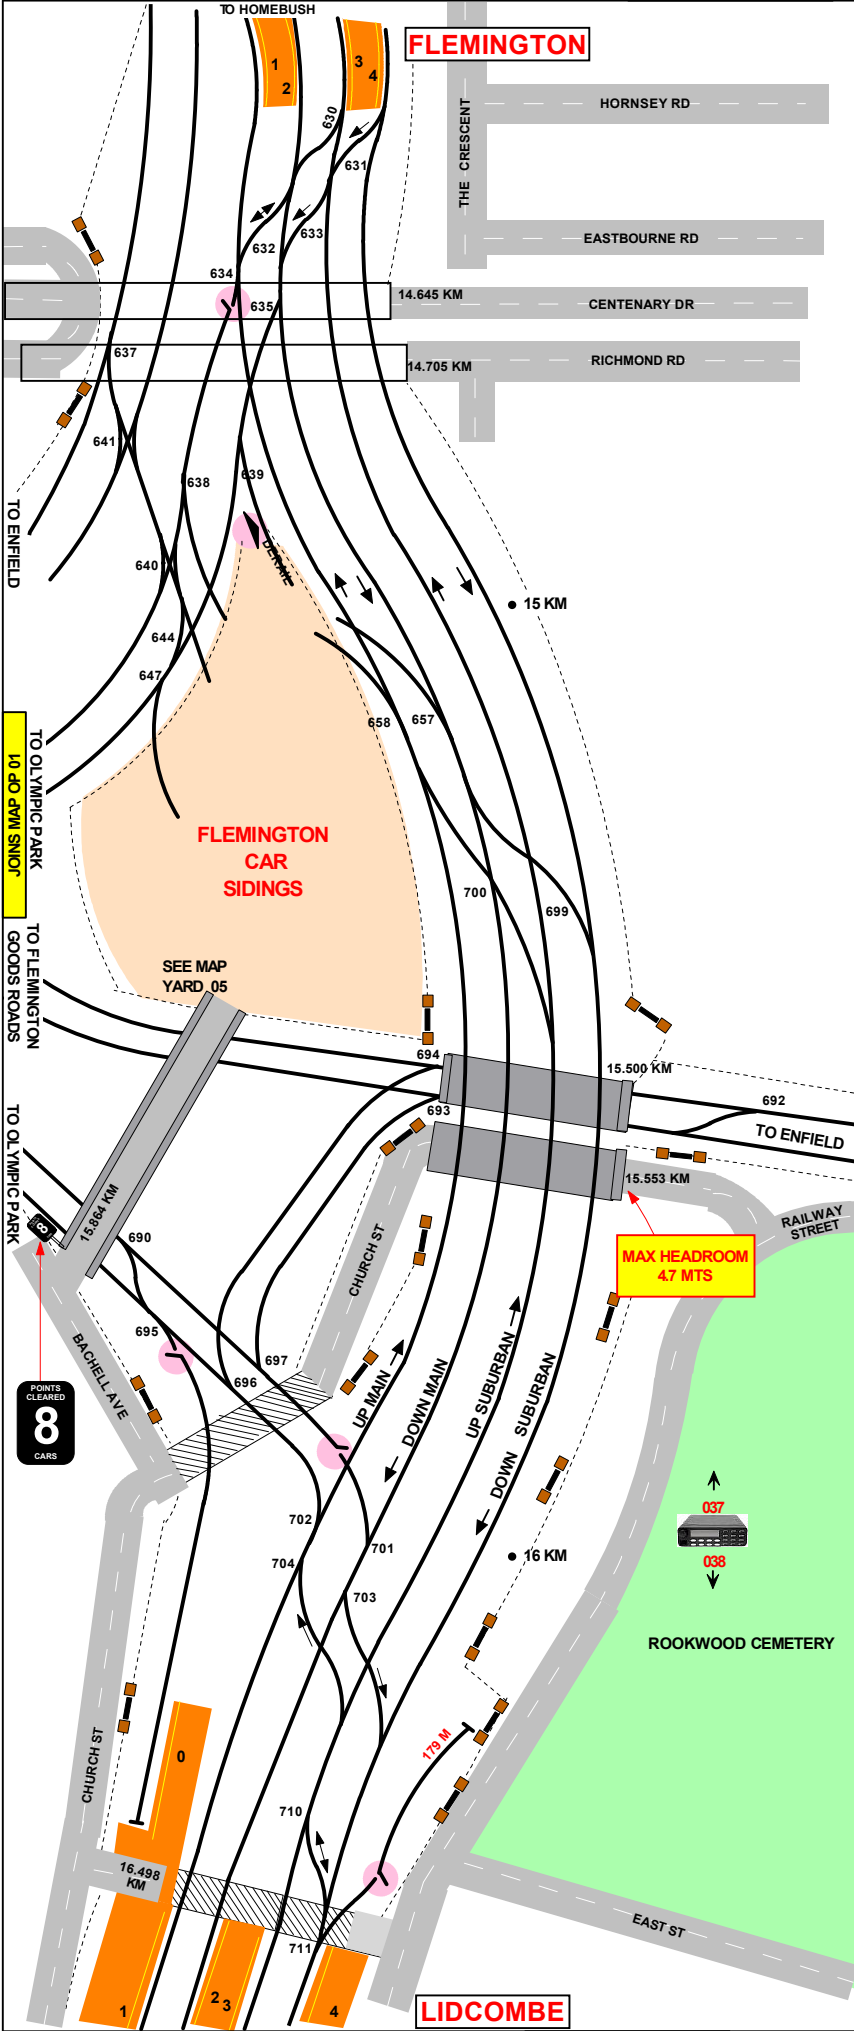 TO HOMEBUSH
FLEMINGTON
1
2
3
4
630
631
THE CRESCENT
HORNSEY RD
632
633
EASTBOURNE RD
634
635
14.645 KM
CENTENARY DR
637
14.705 KM
RICHMOND RD
641
638
639
TO ENFIELD
DERAIL
640
15 KM
644
647
658
657
TO OLYMPIC PARK
JOINS MAP OP 01
FLEMINGTON
CAR
SIDINGS
700
699
TO FLEMINGTON
GOODS ROADS
SEE MAP
YARD 05
694
15.500 KM
693
692
TO ENFIELD
TO OLYMPIC PARK
15.553 KM
15.864 KM
8
690
CHURCH ST
RAILWAY
STREET
MAX HEADROOM
4.7 MTS
695
697
696
BACHELL AVE
POINTS
CLEARED
8
CARS
UP MAIN
DOWN MAIN
UP SUBURBAN
DOWN SUBURBAN
702
701
704
703
16 KM
037
038
ROOKWOOD CEMETERY
179 M
CHURCH ST
0
710
16.498
KM
711
EAST ST
1
2
3
4
LIDCOMBE